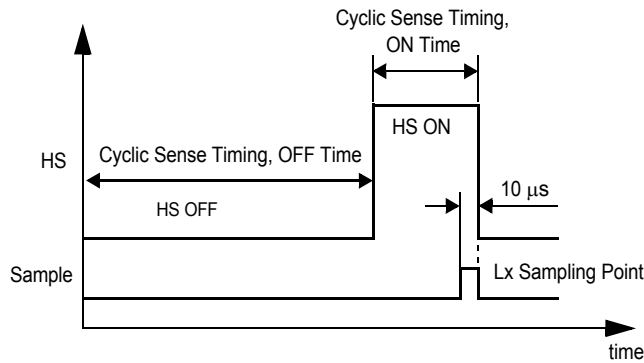 Cyclic Sense Timing,
ON Time
HS ON
HS
Cyclic Sense Timing, OFF Time
HS OFF
10 μs
Sample
Lx Sampling Point
time